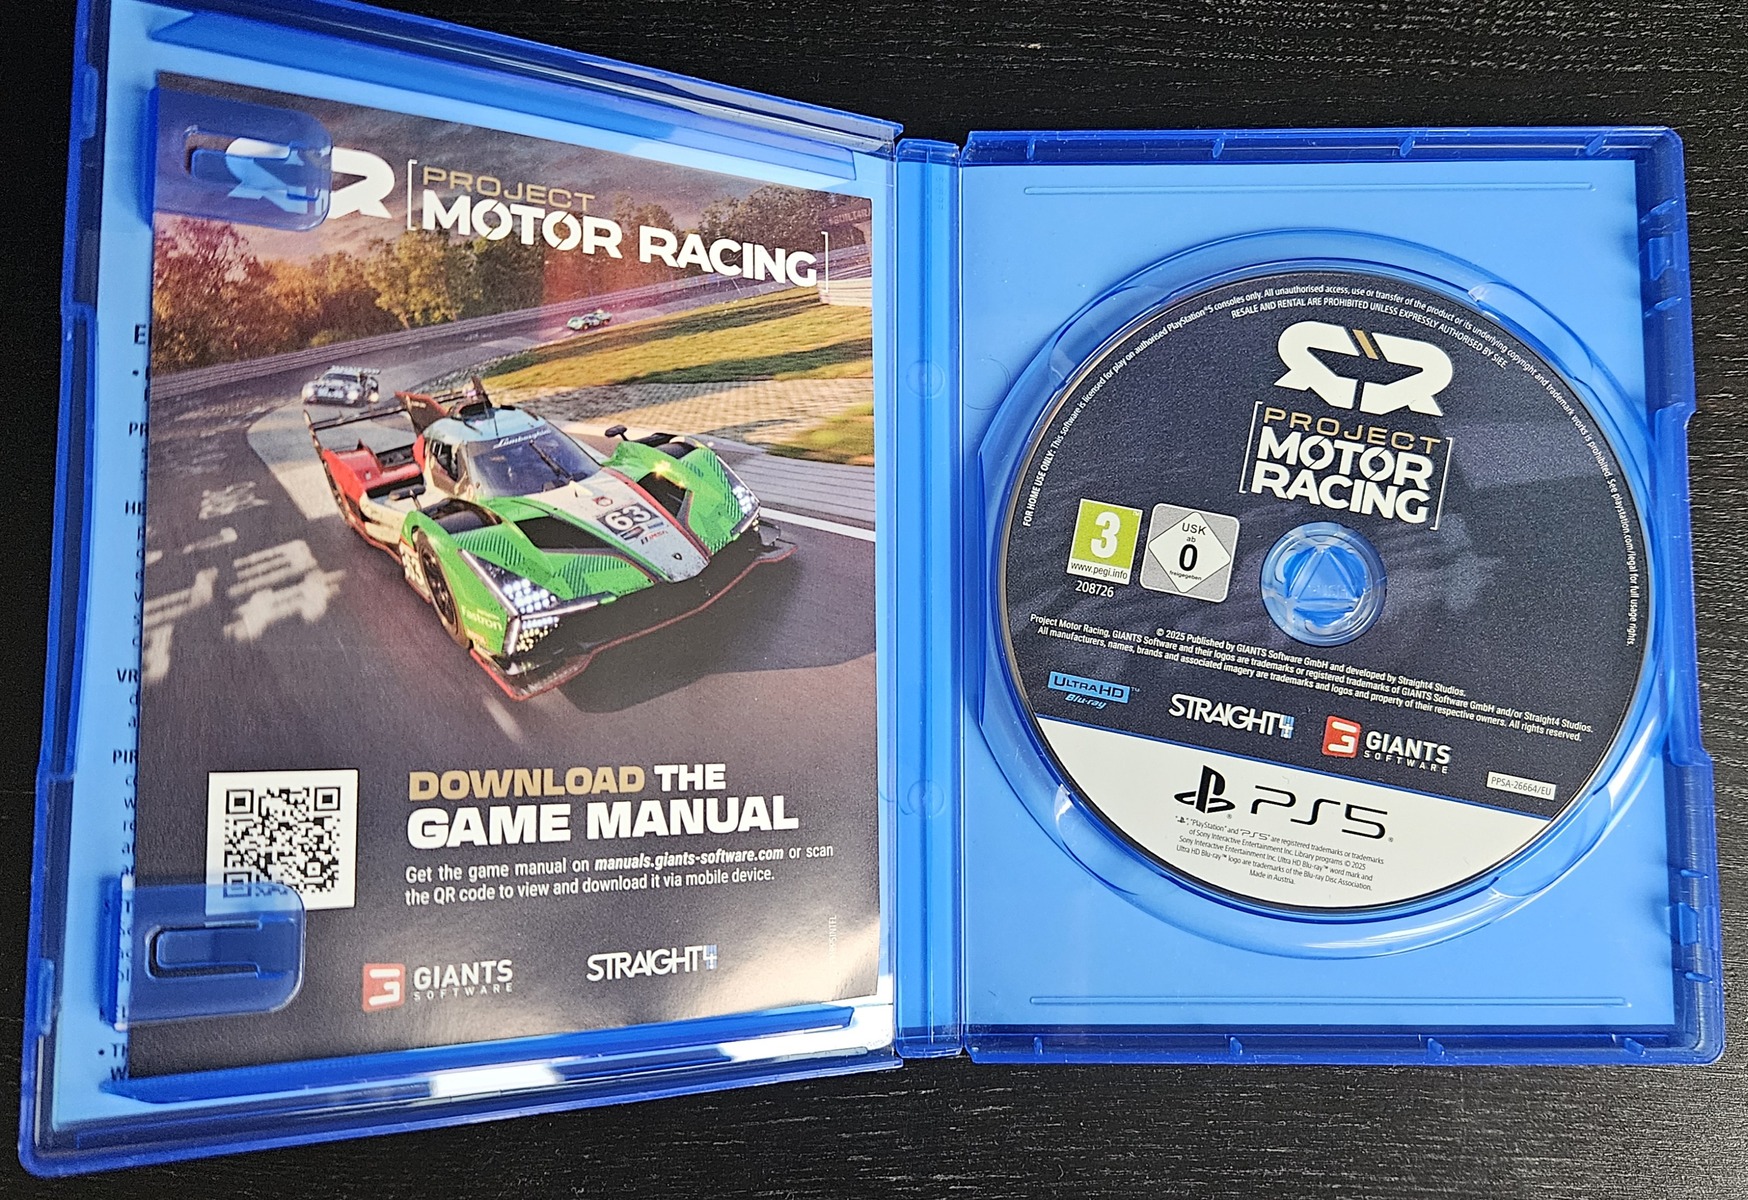 PROJECT
MOTOR RACING
Lamborghini
63
63
DOWNLOAD THE
GAME MANUAL
Get the game manual on manuals.giants-software.com or scan
the QR code to view and download it via mobile device.
GIANTS
SOFTWARE
STRAIGHT4
PR
HE
VR
PIR
FOR HOME USE ONLY: This software is licensed for play on authorised PlayStation®5 consoles only. All unauthorised access, use or transfer of the product or its underlying copyright and trademark works is prohibited. See playstation.com/legal for full usage rights.
RESALE AND RENTAL ARE PROHIBITED UNLESS EXPRESSLY AUTHORISED BY SIEE.
PROJECT
MOTOR
RACING
3
www.pegi.info
208726
USK
ab
0
freigegeben
© 2025 Published by GIANTS Software GmbH and developed by Straight4 Studios.
Project Motor Racing, GIANTS Software and their logos are trademarks or registered trademarks of GIANTS Software GmbH and/or Straight4 Studios.
All manufacturers, names, brands and associated imagery are trademarks and logos and property of their respective owners. All rights reserved.
ULTRA HD™
Blu-ray
STRAIGHT4
GIANTS
SOFTWARE
PPSA-26664/EU
PS5
"PlayStation" and "PS5" are registered trademarks or trademarks
of Sony Interactive Entertainment Inc. Library programs © 2025
Sony Interactive Entertainment Inc. Ultra HD Blu-ray™ word mark and
Ultra HD Blu-ray™ logo are trademarks of the Blu-ray Disc Association.
Made in Austria.